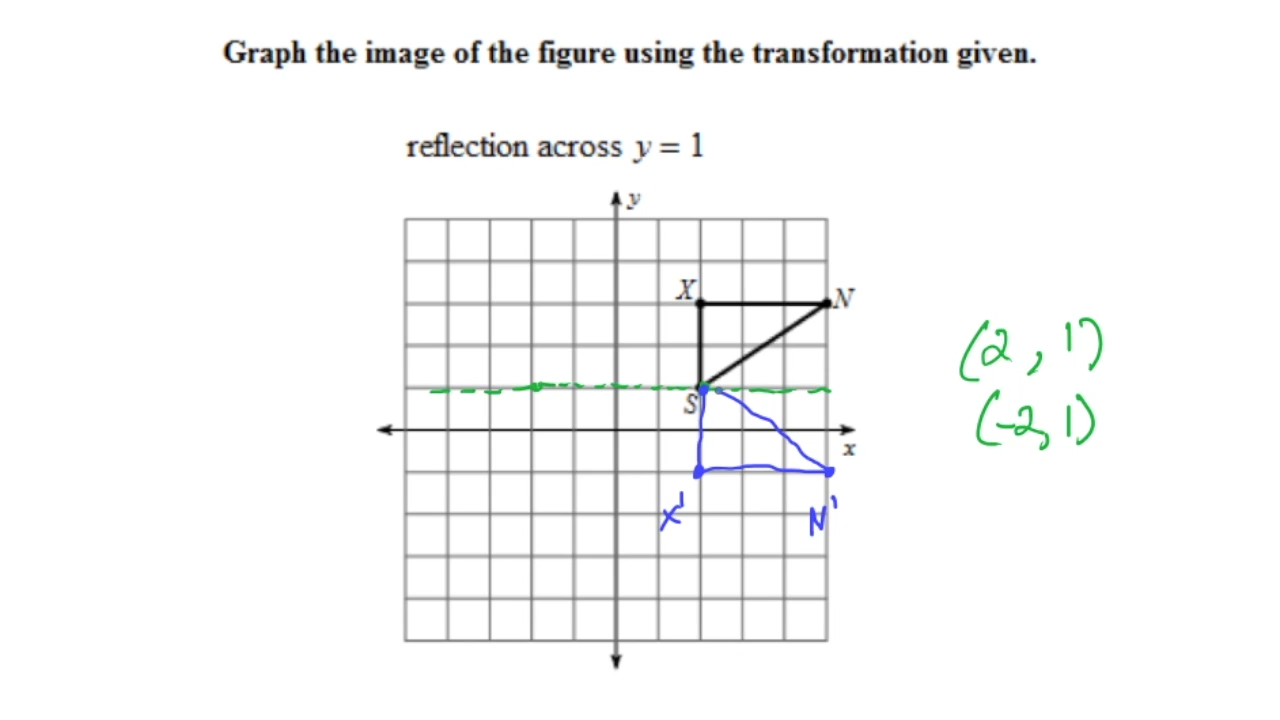 Graph the image of the figure using the transformation given.
reflection across y = 1
y
X
N
(2, 1)
S
(-2, 1)
x
X'
N'